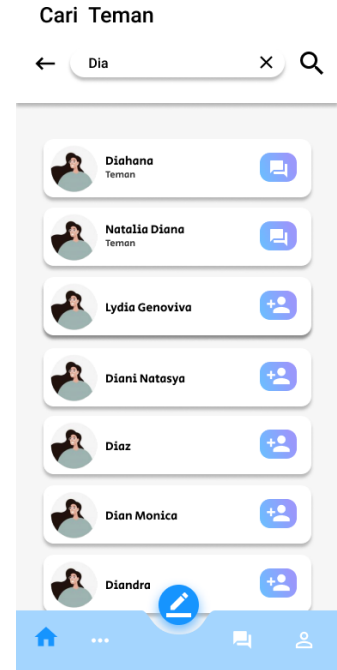 Cari Teman
Dia
Diahana
Teman
Natalia Diana
Teman
Lydia Genoviva
Diani Natasya
Diaz
Dian Monica
Diandra